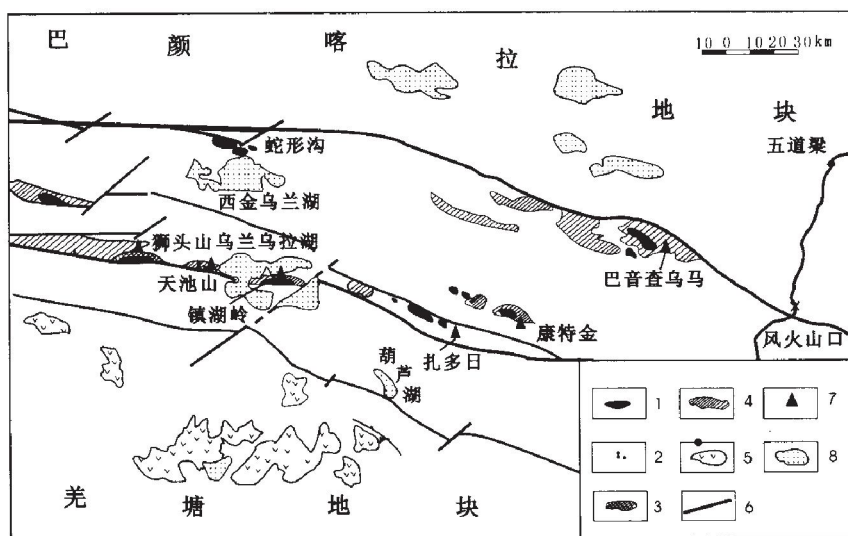 巴 颜 喀 拉 地 块
10 0 10 20 30km
五道梁
蛇形沟
西金乌兰湖
狮头山 乌兰乌拉湖
天池山
镇湖岭
巴音查乌马
康特金
扎多日
风火山口
葫芦湖
羌 塘 地 块
1 4 7
2 5 8
3 6